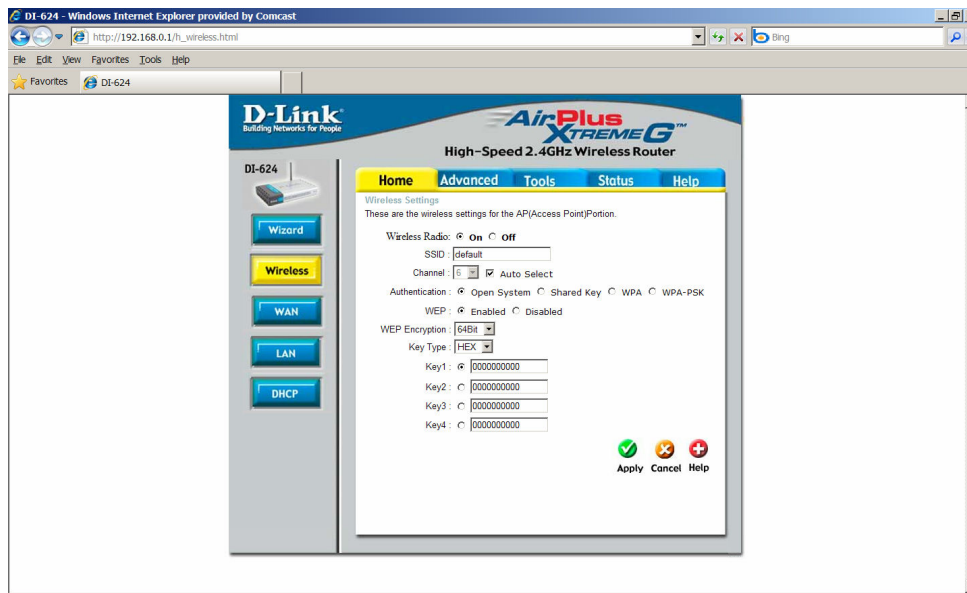 DI-624 - Windows Internet Explorer provided by Comcast
http://192.168.0.1/h_wireless.html
Bing
File Edit View Favorites Tools Help
Favorites DI-624
D-Link
Building Networks for People
AirPlus
XTREME G™
High-Speed 2.4GHz Wireless Router
DI-624
Home Advanced Tools Status Help
Wizard
Wireless
WAN
LAN
DHCP
Wireless Settings
These are the wireless settings for the AP(Access Point)Portion.
Wireless Radio: On Off
SSID : default
Channel : 6 Auto Select
Authentication : Open System Shared Key WPA WPA-PSK
WEP : Enabled Disabled
WEP Encryption : 64Bit
Key Type : HEX
Key1 : 0000000000
Key2 : 0000000000
Key3 : 0000000000
Key4 : 0000000000
Apply Cancel Help